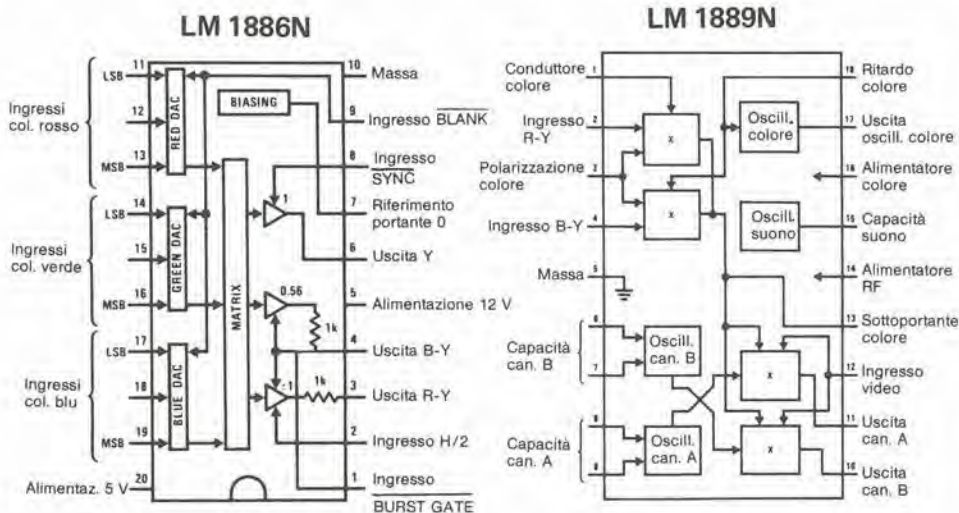 LM 1886N
Ingressi
col. rosso
LSB
11
12
MSB
13
RED DAC
Ingressi
col. verde
LSB
14
15
MSB
16
GREEN DAC
Ingressi
col. blu
LSB
17
18
MSB
19
BLUE DAC
Alimentaz. 5 V
20
BIASING
MATRIX
1
0.56
1k
1
1k
10
Massa
9
Ingresso BLANK
8
Ingresso
SYNC
7
Riferimento
portante 0
6
Uscita Y
5
Alimentazione 12 V
4
Uscita B-Y
3
Uscita R-Y
2
Ingresso H/2
1
Ingresso
BURST GATE
LM 1889N
Conduttore
colore
1
Ingresso
R-Y
2
Polarizzazione
colore
3
Ingresso B-Y
4
Massa
5
Capacità
can. B
6
7
Capacità
can. A
8
x
x
Oscill.
colore
Oscill.
suono
Oscill.
can. B
Oscill.
can. A
x
x
18
Ritardo
colore
17
Uscita
oscill. colore
Alimentatore
colore
15
Capacità
suono
14
Alimentatore
RF
13
Sottoportante
colore
12
Ingresso
video
11
Uscita
can. A
10
Uscita
can. B